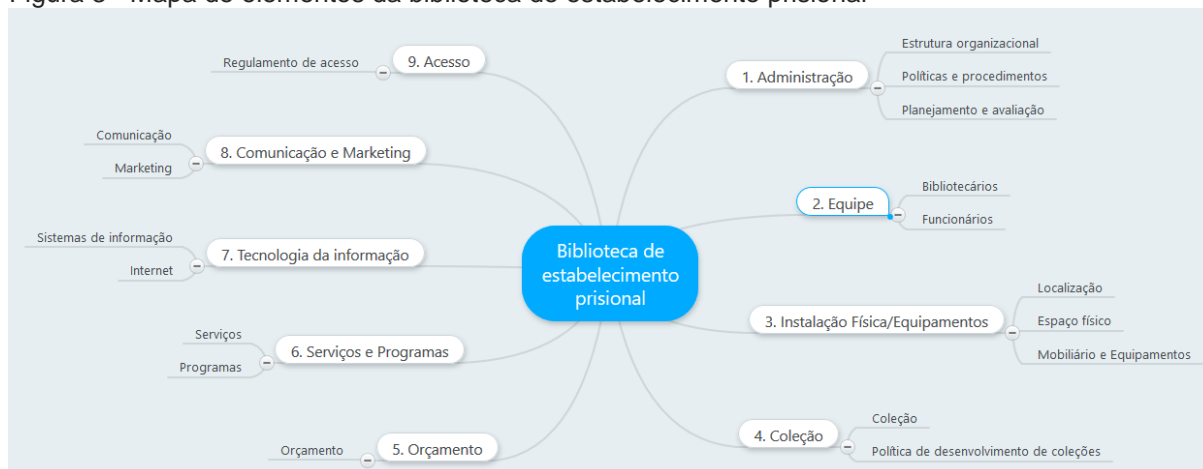 9. Acesso
Regulamento de acesso
1. Administração
Estrutura organizacional
Políticas e procedimentos
Planejamento e avaliação
8. Comunicação e Marketing
Comunicação
Marketing
2. Equipe
Bibliotecários
Funcionários
Biblioteca de
estabelecimento
prisional
7. Tecnologia da informação
Sistemas de informação
Internet
3. Instalação Física/Equipamentos
Localização
Espaço físico
Mobiliário e Equipamentos
6. Serviços e Programas
Serviços
Programas
4. Coleção
Coleção
Política de desenvolvimento de coleções
5. Orçamento
Orçamento